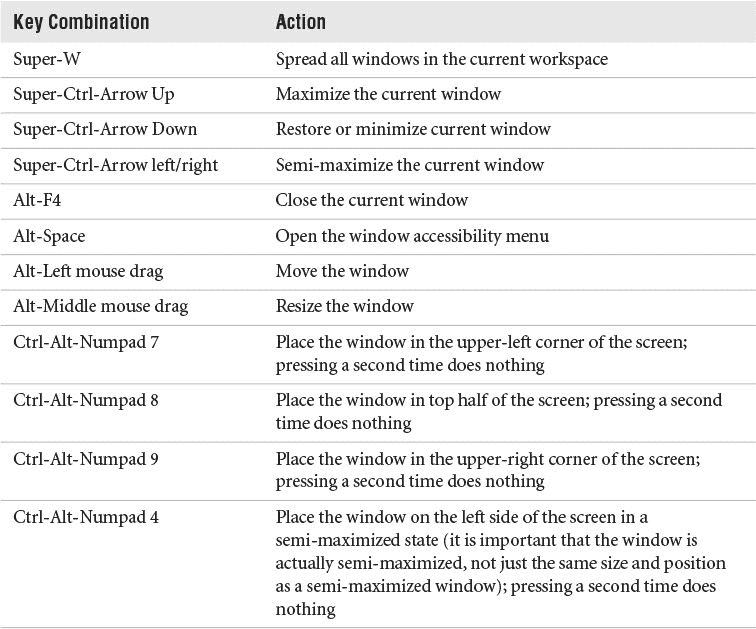 Key Combination Action
Super-W Spread all windows in the current workspace
Super-Ctrl-Arrow Up Maximize the current window
Super-Ctrl-Arrow Down Restore or minimize current window
Super-Ctrl-Arrow left/right Semi-maximize the current window
Alt-F4 Close the current window
Alt-Space Open the window accessibility menu
Alt-Left mouse drag Move the window
Alt-Middle mouse drag Resize the window
Ctrl-Alt-Numpad 7 Place the window in the upper-left corner of the screen;
pressing a second time does nothing
Ctrl-Alt-Numpad 8 Place the window in top half of the screen; pressing a second
time does nothing
Ctrl-Alt-Numpad 9 Place the window in the upper-right corner of the screen;
pressing a second time does nothing
Ctrl-Alt-Numpad 4 Place the window on the left side of the screen in a
semi-maximized state (it is important that the window is
actually semi-maximized, not just the same size and position
as a semi-maximized window); pressing a second time does
nothing